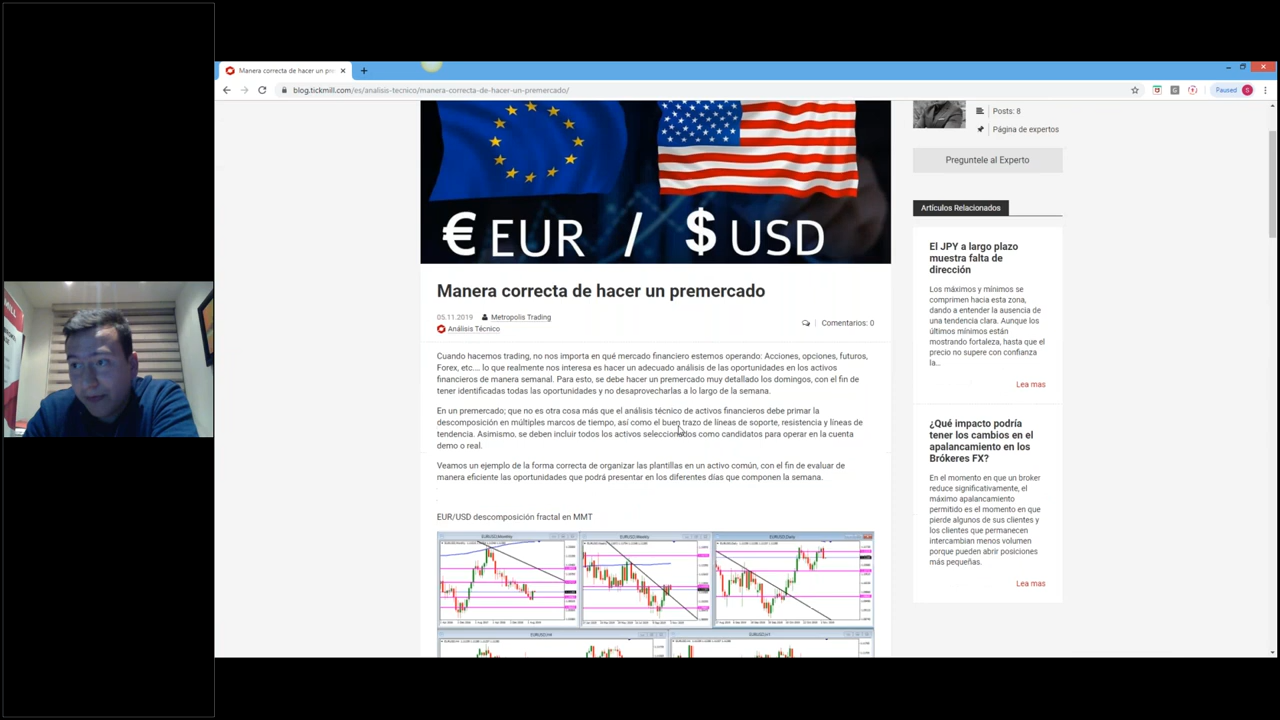 Manera correcta de hacer un pre
blog.tickmill.com/es/analisis-tecnico/manera-correcta-de-hacer-un-premercado/
Paused
S
€ EUR / $ USD
Manera correcta de hacer un premercado
05.11.2019 Metropolis Trading
Análisis Técnico
Comentarios: 0
Cuando hacemos trading, no nos importa en qué mercado financiero estemos operando: Acciones, opciones, futuros,
Forex, etc.... lo que realmente nos interesa es hacer un adecuado análisis de las oportunidades en los activos
financieros de manera semanal. Para esto, se debe hacer un premercado muy detallado los domingos, con el fin de
tener identificadas todas las oportunidades y no desaprovecharlas a lo largo de la semana.
En un premercado; que no es otra cosa más que el análisis técnico de activos financieros debe primar la
descomposición en múltiples marcos de tiempo, así como el buen trazo de líneas de soporte, resistencia y líneas de
tendencia. Asimismo, se deben incluir todos los activos seleccionados como candidatos para operar en la cuenta
demo o real.
Veamos un ejemplo de la forma correcta de organizar las plantillas en un activo común, con el fin de evaluar de
manera eficiente las oportunidades que podrá presentar en los diferentes días que componen la semana.
EUR/USD descomposición fractal en MMT
EURUSD,Monthly
EURUSD,Weekly
EURUSD,Daily
EURUSD,H4
EURUSD,H1
Posts: 8
Página de expertos
Preguntele al Experto
Artículos Relacionados
El JPY a largo plazo
muestra falta de
dirección
Los máximos y mínimos se
comprimen hacia esta zona,
dando a entender la ausencia de
una tendencia clara. Aunque los
últimos mínimos están
mostrando fortaleza, hasta que el
precio no supere con confianza
la...
Lea mas
¿Qué impacto podría
tener los cambios en el
apalancamiento en los
Brókeres FX?
En el momento en que un broker
reduce significativamente, el
máximo apalancamiento
permitido es el momento en que
pierde algunos de sus clientes y
los clientes que permanecen
intercambian menos volumen
porque pueden abrir posiciones
más pequeñas.
Lea mas